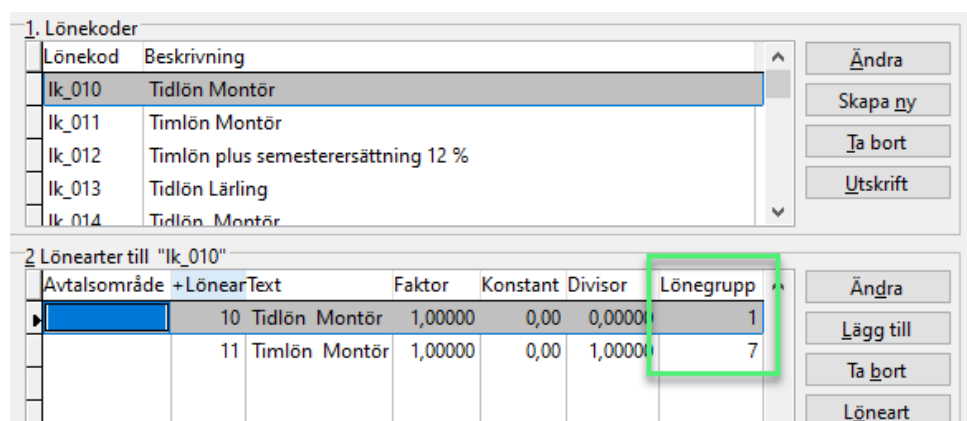 1. Lönekoder
Lönekod Beskrivning
lk_010 Tidlön Montör
lk_011 Timlön Montör
lk_012 Timlön plus semesterersättning 12 %
lk_013 Tidlön Lärling
lk_014 Tidlön Montör
Ändra
Skapa ny
Ta bort
Utskrift
2 Lönearter till "lk_010"
Avtalsområde +Lönear Text Faktor Konstant Divisor Lönegrupp
10 Tidlön Montör 1,00000 0,00 0,00000 1
11 Timlön Montör 1,00000 0,00 1,00000 7
Ändra
Lägg till
Ta bort
Löneart